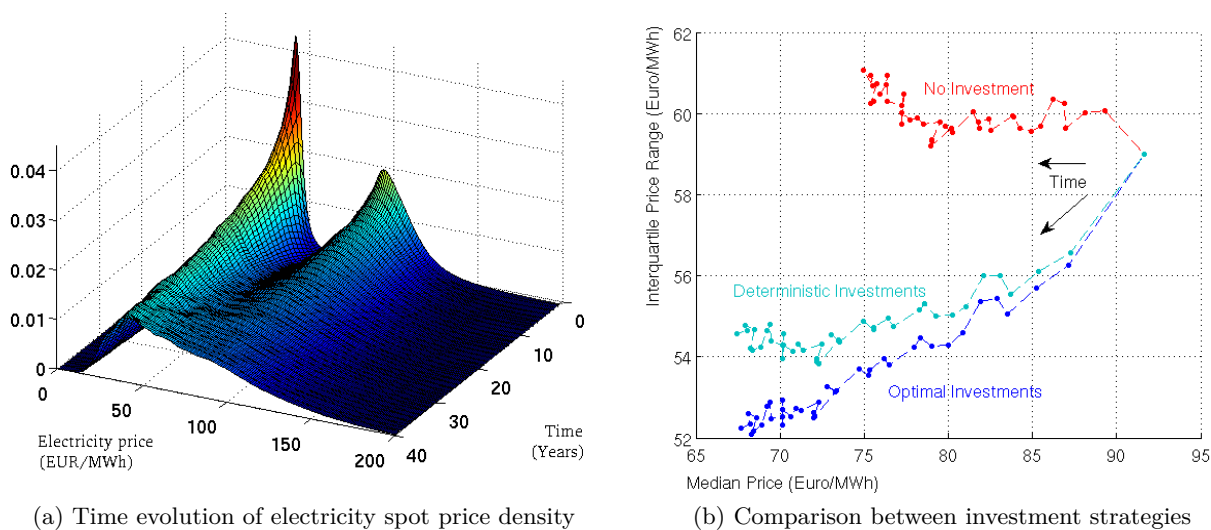 0.04
0.03
0.02
0.01
0
0
50
100
150
200
0
10
20
30
40
Electricity price
(EUR/MWh)
Time
(Years)
(a) Time evolution of electricity spot price density
Interquartile Price Range (Euro/MWh)
62
60
58
56
54
52
No Investment
Time
Deterministic Investments
Optimal Investments
65
70
75
80
85
90
95
Median Price (Euro/MWh)
(b) Comparison between investment strategies